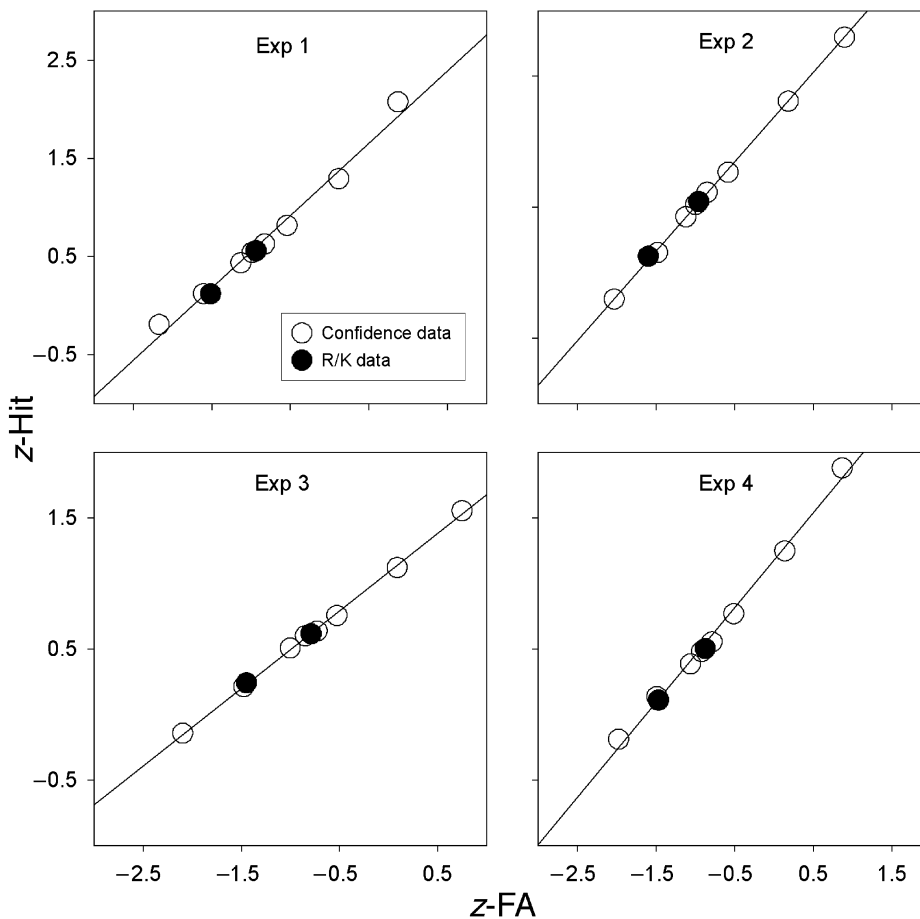 Exp 1
Exp 2
2.5
1.5
0.5
–0.5
Confidence data
R/K data
z-Hit
Exp 3
Exp 4
1.5
0.5
–0.5
–2.5 –1.5 –0.5 0.5
–2.5 –1.5 –0.5 0.5 1.5
z-FA